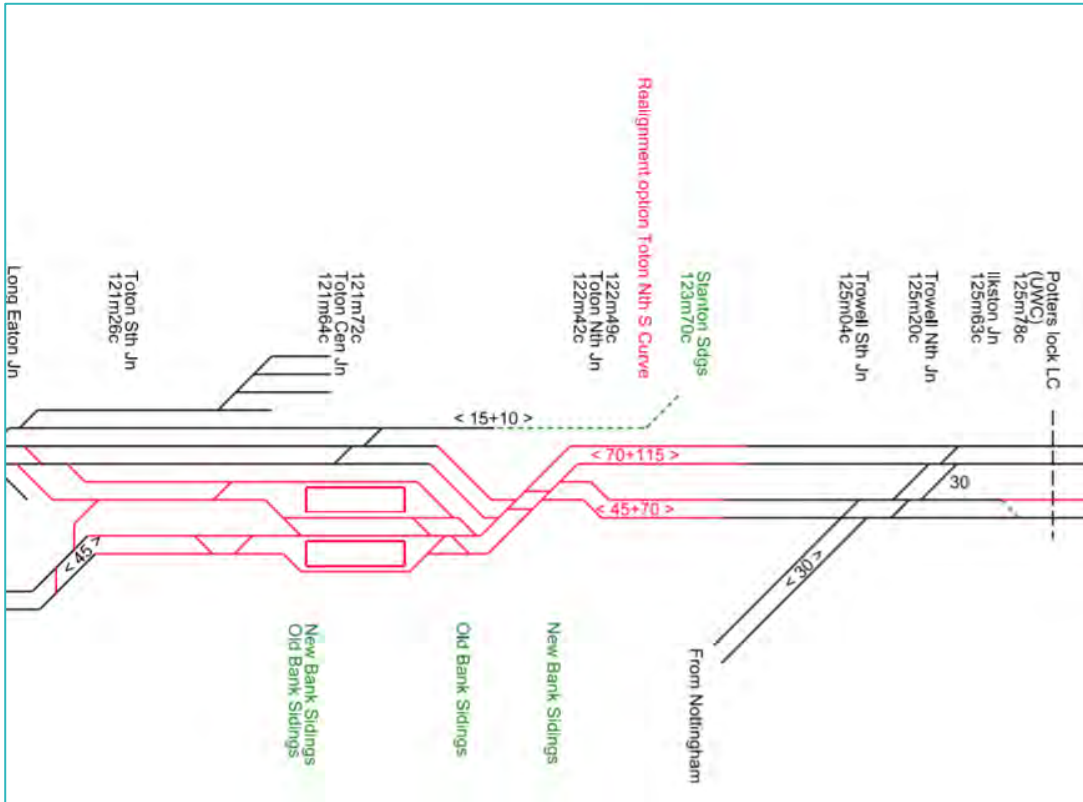 Realignment option Toton Nth S Curve
Long Eaton Jn
Toton Sth Jn
121m26c
121m72c
Toton Cen Jn
121m64c
122m49c
Toton Nth Jn
122m42c
Stanton Sdgs
123m70c
Trowell Sth Jn
125m04c
Trowell Nth Jn
125m20c
Ilkston Jn
125m63c
Potters lock LC
(UWC)
125m78c
< 15+10 >
< 70+115 >
< 45+70 >
30
< 45 >
< 30 >
New Bank Sidings
Old Bank Sidings
Old Bank Sidings
New Bank Sidings
From Nottingham